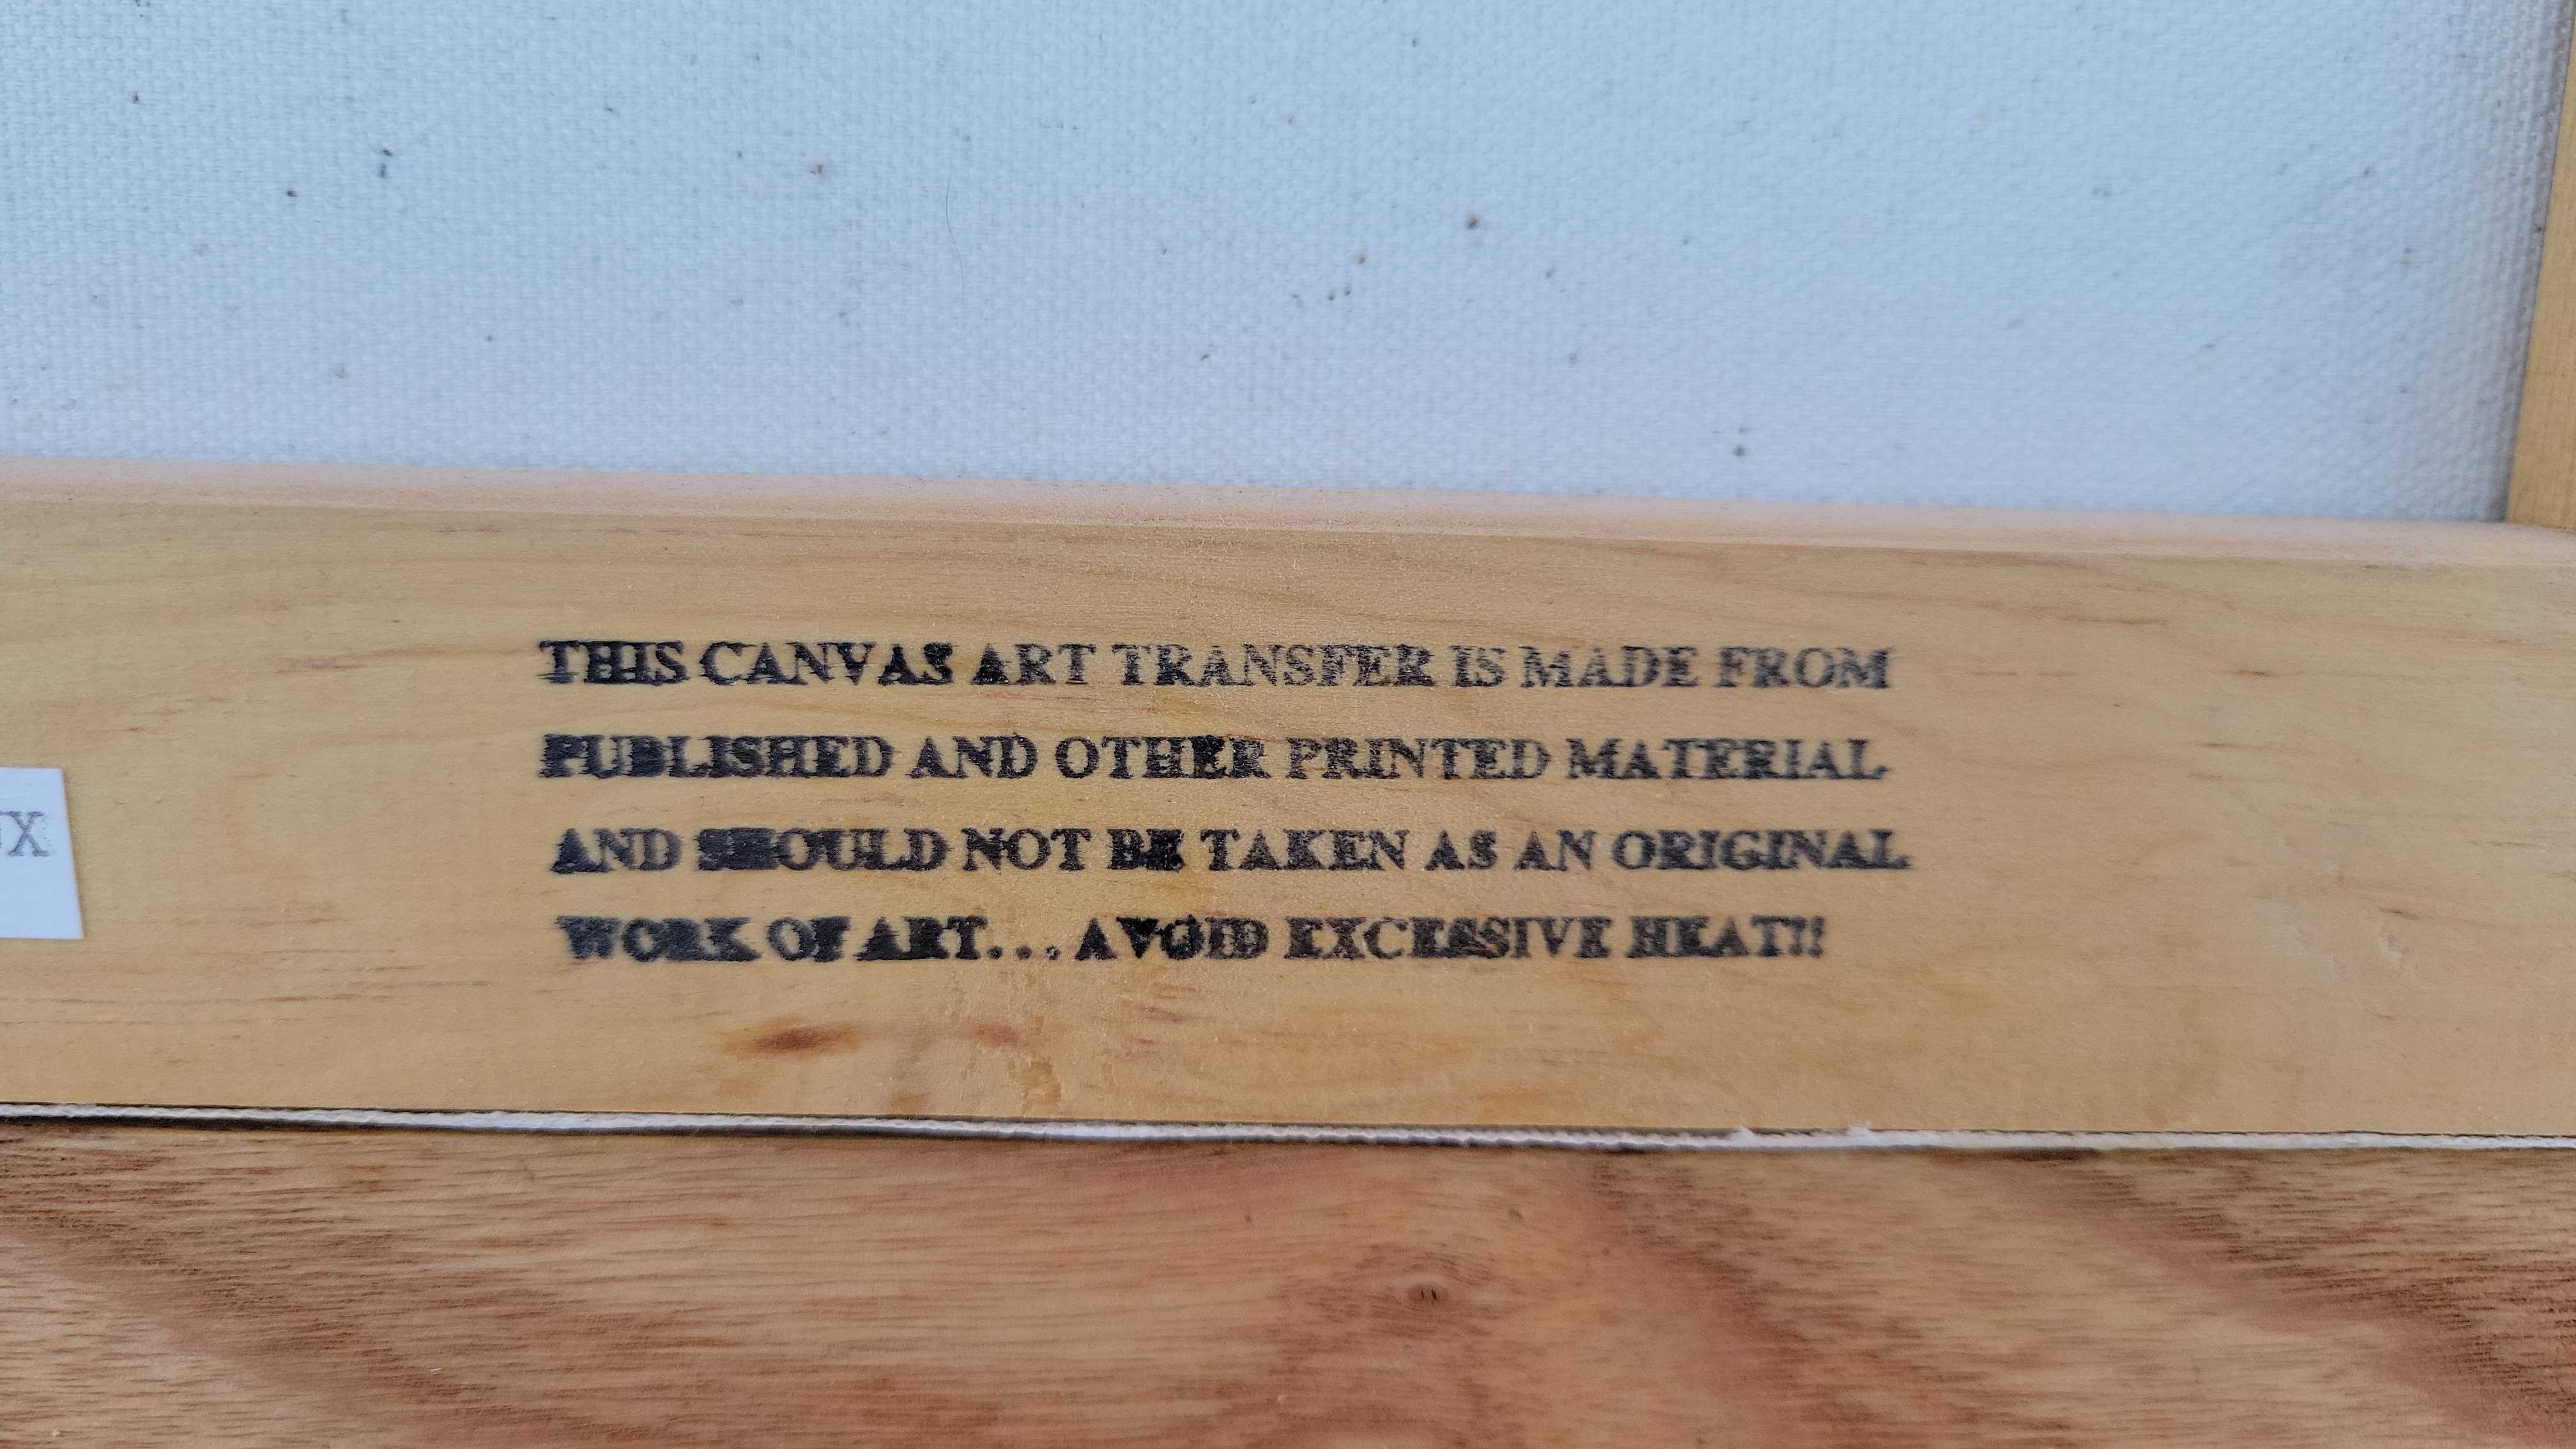 THIS CANVAS ART TRANSFER IS MADE FROM
PUBLISHED AND OTHER PRINTED MATERIAL
AND SHOULD NOT BE TAKEN AS AN ORIGINAL
WORK OF ART... AVOID EXCESSIVE HEAT!!